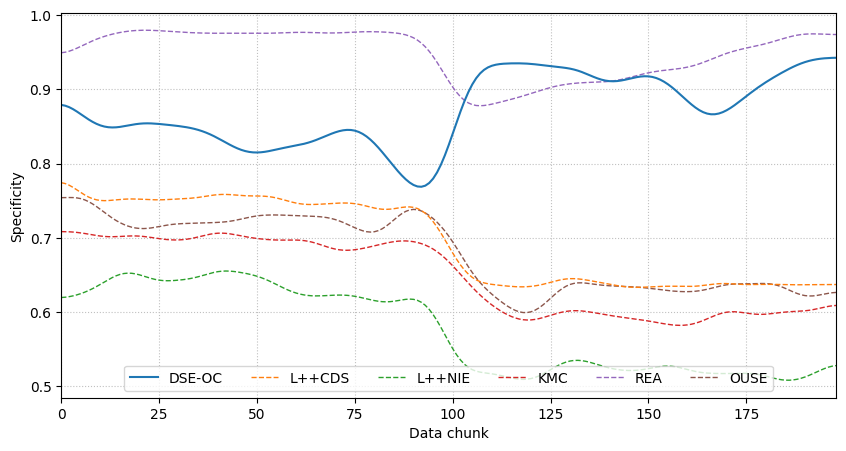 1.0
0.9
0.8
0.7
0.6
0.5
Specificity
DSE-OC L++CDS L++NIE KMC REA OUSE
0 25 50 75 100 125 150 175
Data chunk